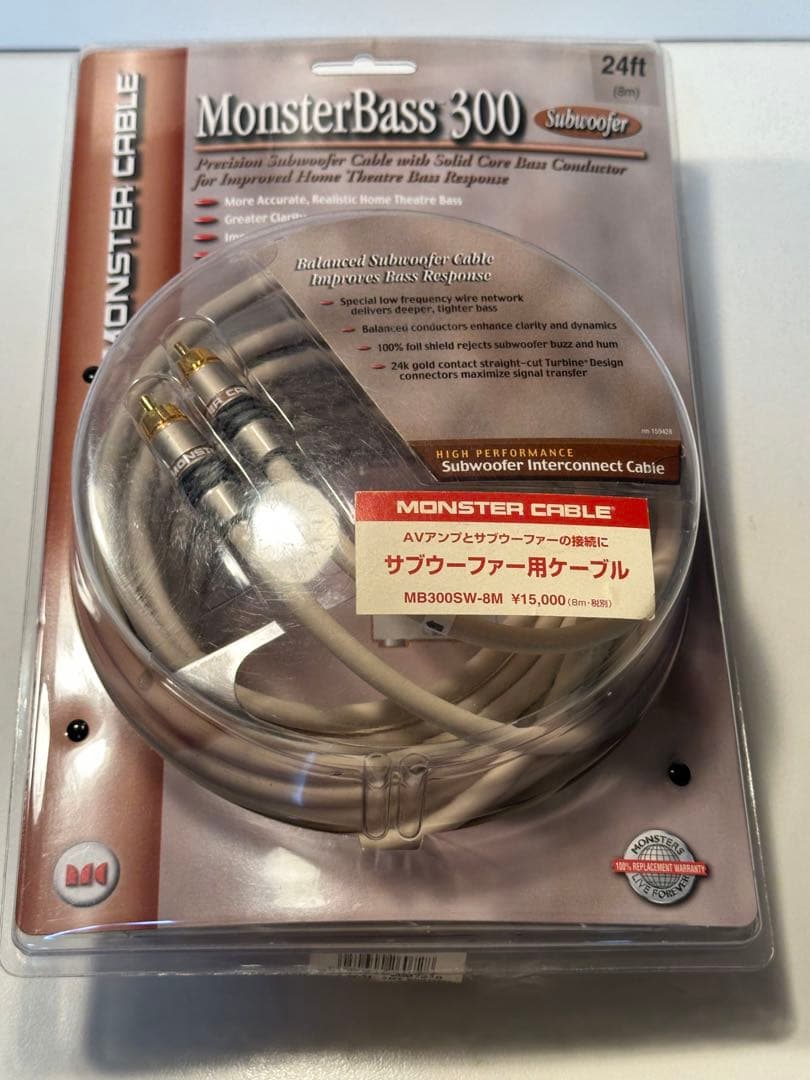 24ft
(8m)
MONSTER CABLE
MonsterBass 300
Subwoofer
Precision Subwoofer Cable with Solid Core Bass Conductor
for Improved Home Theatre Bass Response
More Accurate, Realistic Home Theatre Bass
Greater Clarity
Balanced Subwoofer Cable
Improves Bass Response
Special low frequency wire network
delivers deeper, tighter bass
Balanced conductors enhance clarity and dynamics
100% foil shield rejects subwoofer buzz and hum
24k gold contact straight-cut Turbine® Design
connectors maximize signal transfer
mn 159428
HIGH PERFORMANCE
Subwoofer Interconnect Cable
MONSTER CABLE®
AVアンプとサブウーファーの接続に
サブウーファー用ケーブル
MB300SW-8M ¥15,000(8m・税別)
MONSTERS
100% REPLACEMENT WARRANTY
LIVE FOREVER